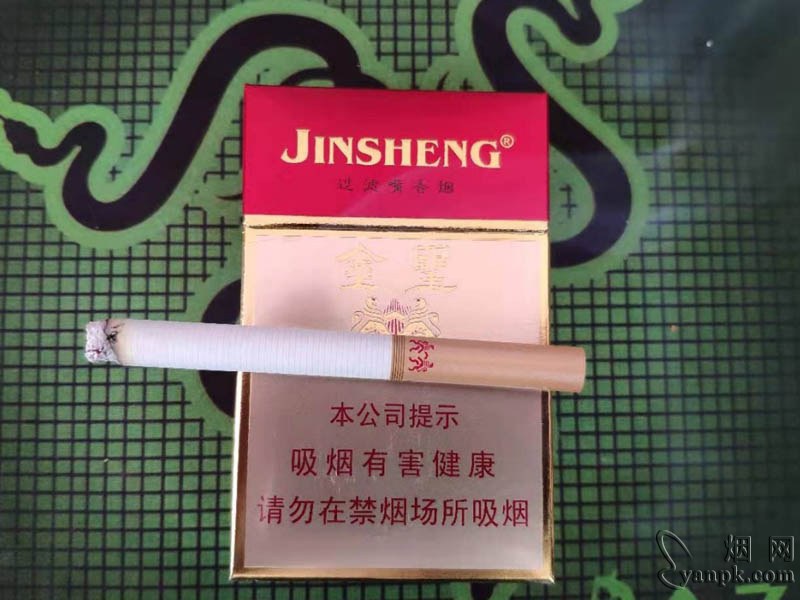 JINSHENG®
过滤嘴香烟
金圣
本公司提示
吸烟有害健康
请勿在禁烟场所吸烟
烟网
yanpk.com